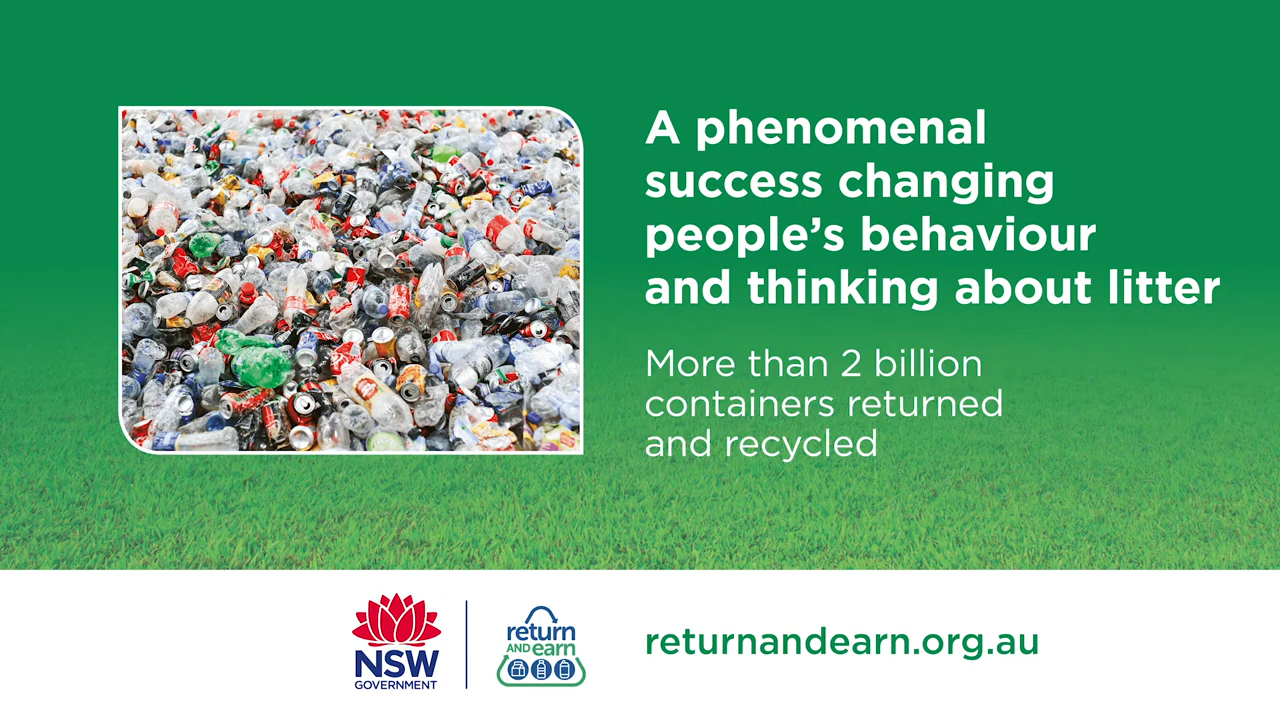 A phenomenal
success changing
people’s behaviour
and thinking about litter
More than 2 billion
containers returned
and recycled
NSW
GOVERNMENT
return
AND earn
returnandearn.org.au